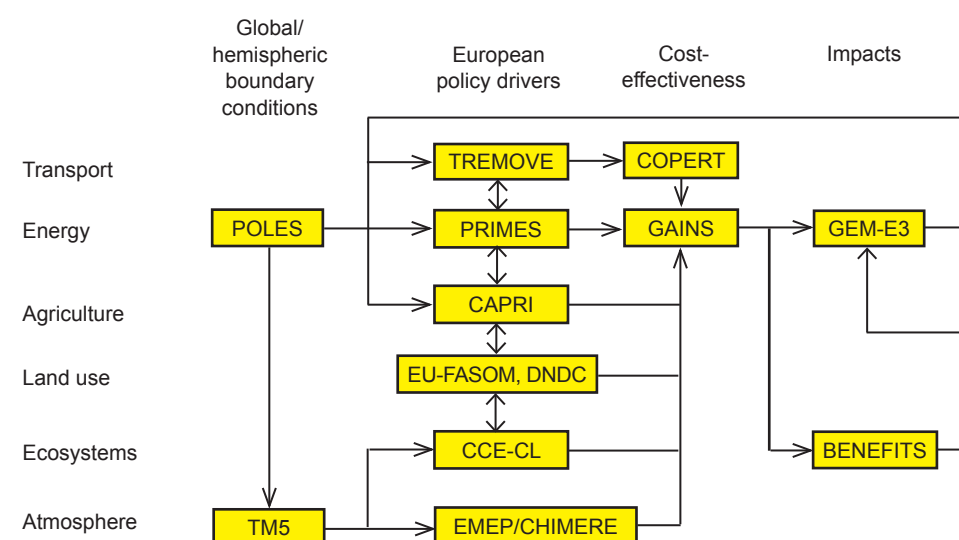 Global/
hemispheric
boundary
conditions
European
policy drivers
Cost-
effectiveness
Impacts
Transport
TREMOVE
COPERT
Energy
POLES
PRIMES
GAINS
GEM-E3
Agriculture
CAPRI
Land use
EU-FASOM, DNDC
Ecosystems
CCE-CL
BENEFITS
Atmosphere
TM5
EMEP/CHIMERE